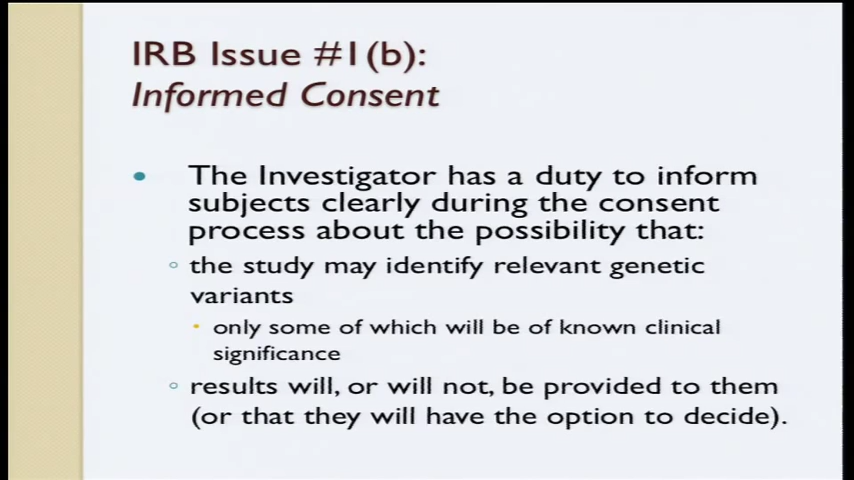 IRB Issue #1(b):
Informed Consent
• The Investigator has a duty to inform
subjects clearly during the consent
process about the possibility that:
◦ the study may identify relevant genetic
variants
• only some of which will be of known clinical
significance
◦ results will, or will not, be provided to them
(or that they will have the option to decide).